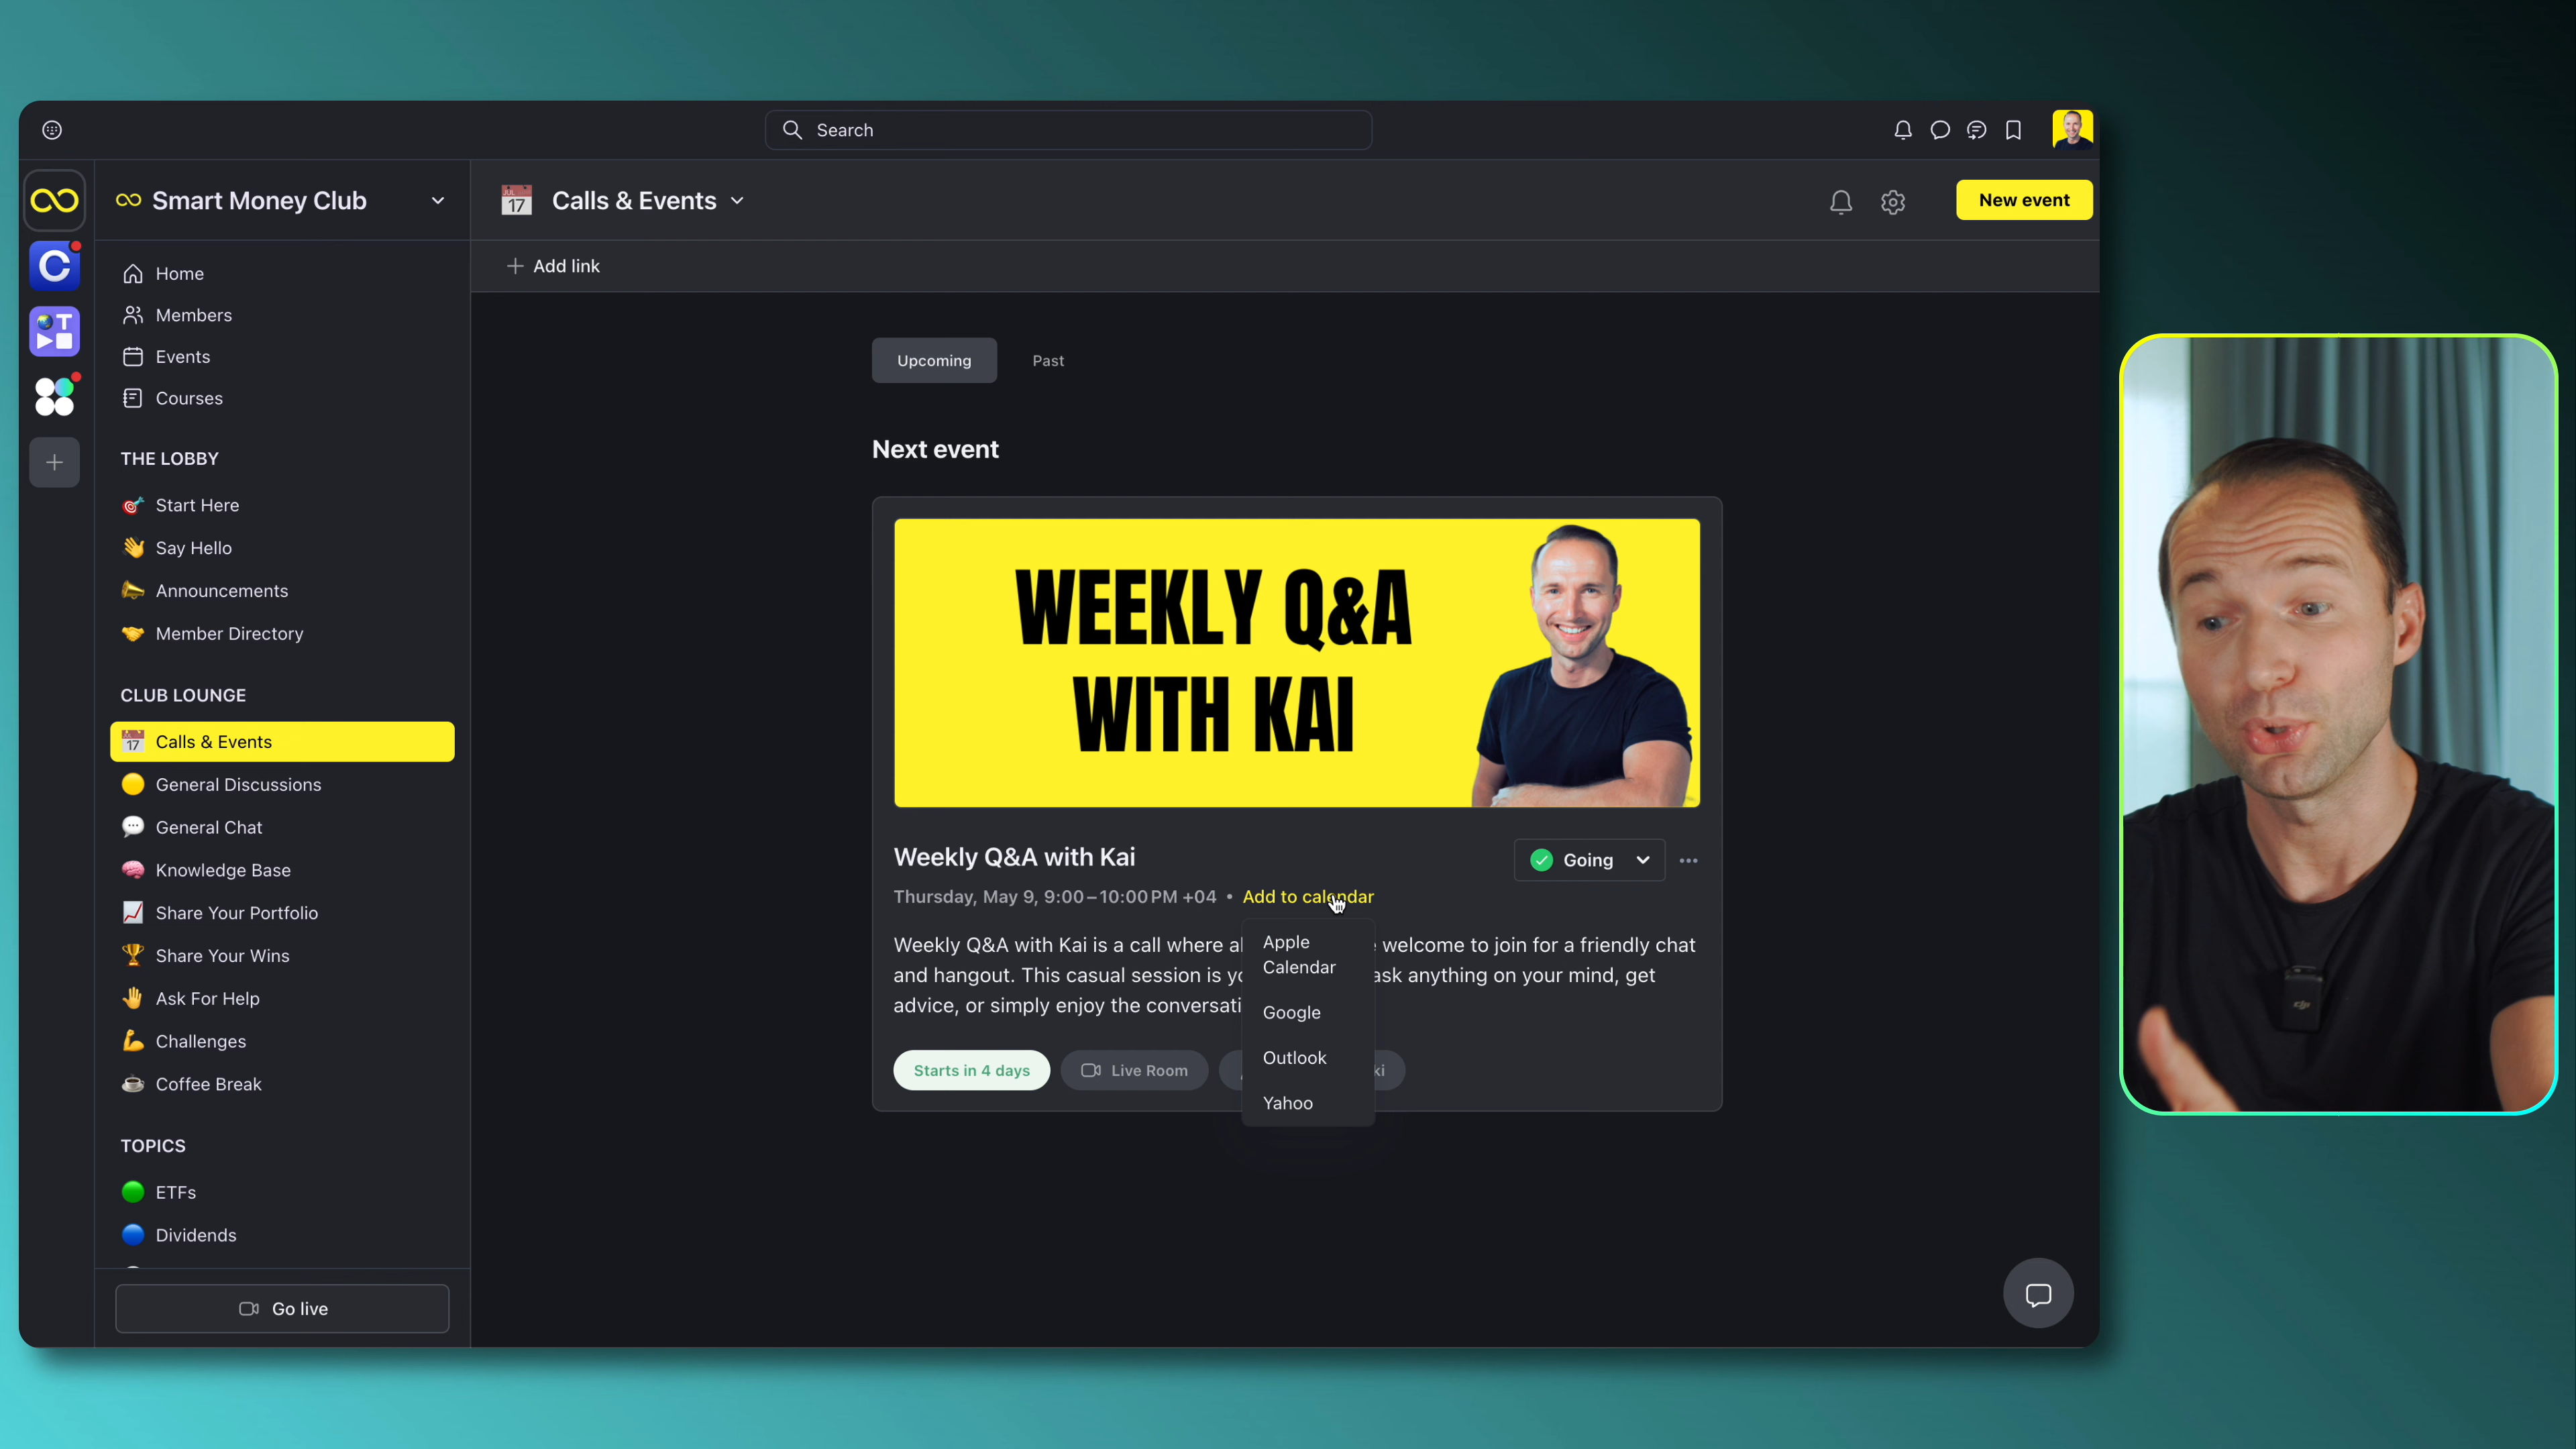 Search
Smart Money Club
Calls & Events
New event
Add link
Home
Members
Events
Courses
THE LOBBY
Start Here
Say Hello
Announcements
Member Directory
CLUB LOUNGE
Calls & Events
General Discussions
General Chat
Knowledge Base
Share Your Portfolio
Share Your Wins
Ask For Help
Challenges
Coffee Break
TOPICS
ETFs
Dividends
Go live
Upcoming
Past
Next event
WEEKLY Q&A
WITH KAI
Weekly Q&A with Kai
Going
Thursday, May 9, 9:00–10:00 PM +04 • Add to calendar
Weekly Q&A with Kai is a call where welcome to join for a friendly chat
and hangout. This casual session is ask anything on your mind, get
advice, or simply enjoy the
Apple
Calendar
Google
Outlook
Yahoo
Starts in 4 days
Live Room